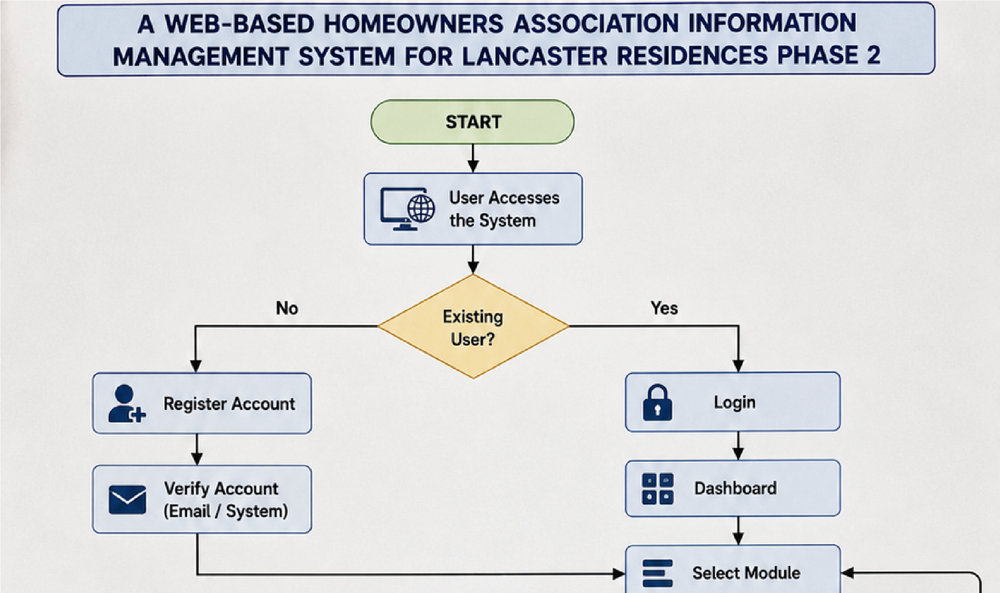 A WEB-BASED HOMEOWNERS ASSOCIATION INFORMATION
MANAGEMENT SYSTEM FOR LANCASTER RESIDENCES PHASE 2
START
User Accesses
the System
No
Existing
User?
Yes
Register Account
Login
Verify Account
(Email / System)
Dashboard
Select Module